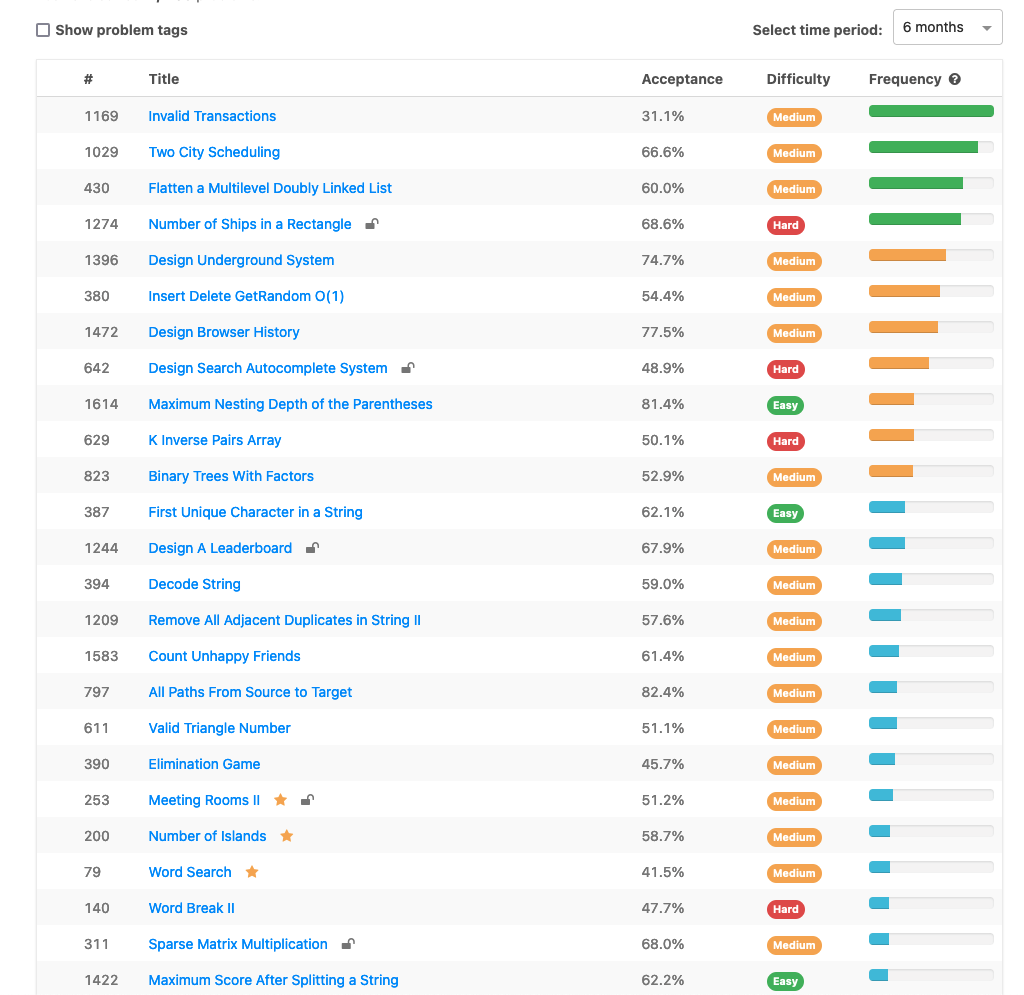 Show problem tags Select time period: 6 months
# Title Acceptance Difficulty Frequency
1169 Invalid Transactions 31.1% Medium
1029 Two City Scheduling 66.6% Medium
430 Flatten a Multilevel Doubly Linked List 60.0% Medium
1274 Number of Ships in a Rectangle 68.6% Hard
1396 Design Underground System 74.7% Medium
380 Insert Delete GetRandom O(1) 54.4% Medium
1472 Design Browser History 77.5% Medium
642 Design Search Autocomplete System 48.9% Hard
1614 Maximum Nesting Depth of the Parentheses 81.4% Easy
629 K Inverse Pairs Array 50.1% Hard
823 Binary Trees With Factors 52.9% Medium
387 First Unique Character in a String 62.1% Easy
1244 Design A Leaderboard 67.9% Medium
394 Decode String 59.0% Medium
1209 Remove All Adjacent Duplicates in String II 57.6% Medium
1583 Count Unhappy Friends 61.4% Medium
797 All Paths From Source to Target 82.4% Medium
611 Valid Triangle Number 51.1% Medium
390 Elimination Game 45.7% Medium
253 Meeting Rooms II 51.2% Medium
200 Number of Islands 58.7% Medium
79 Word Search 41.5% Medium
140 Word Break II 47.7% Hard
311 Sparse Matrix Multiplication 68.0% Medium
1422 Maximum Score After Splitting a String 62.2% Easy